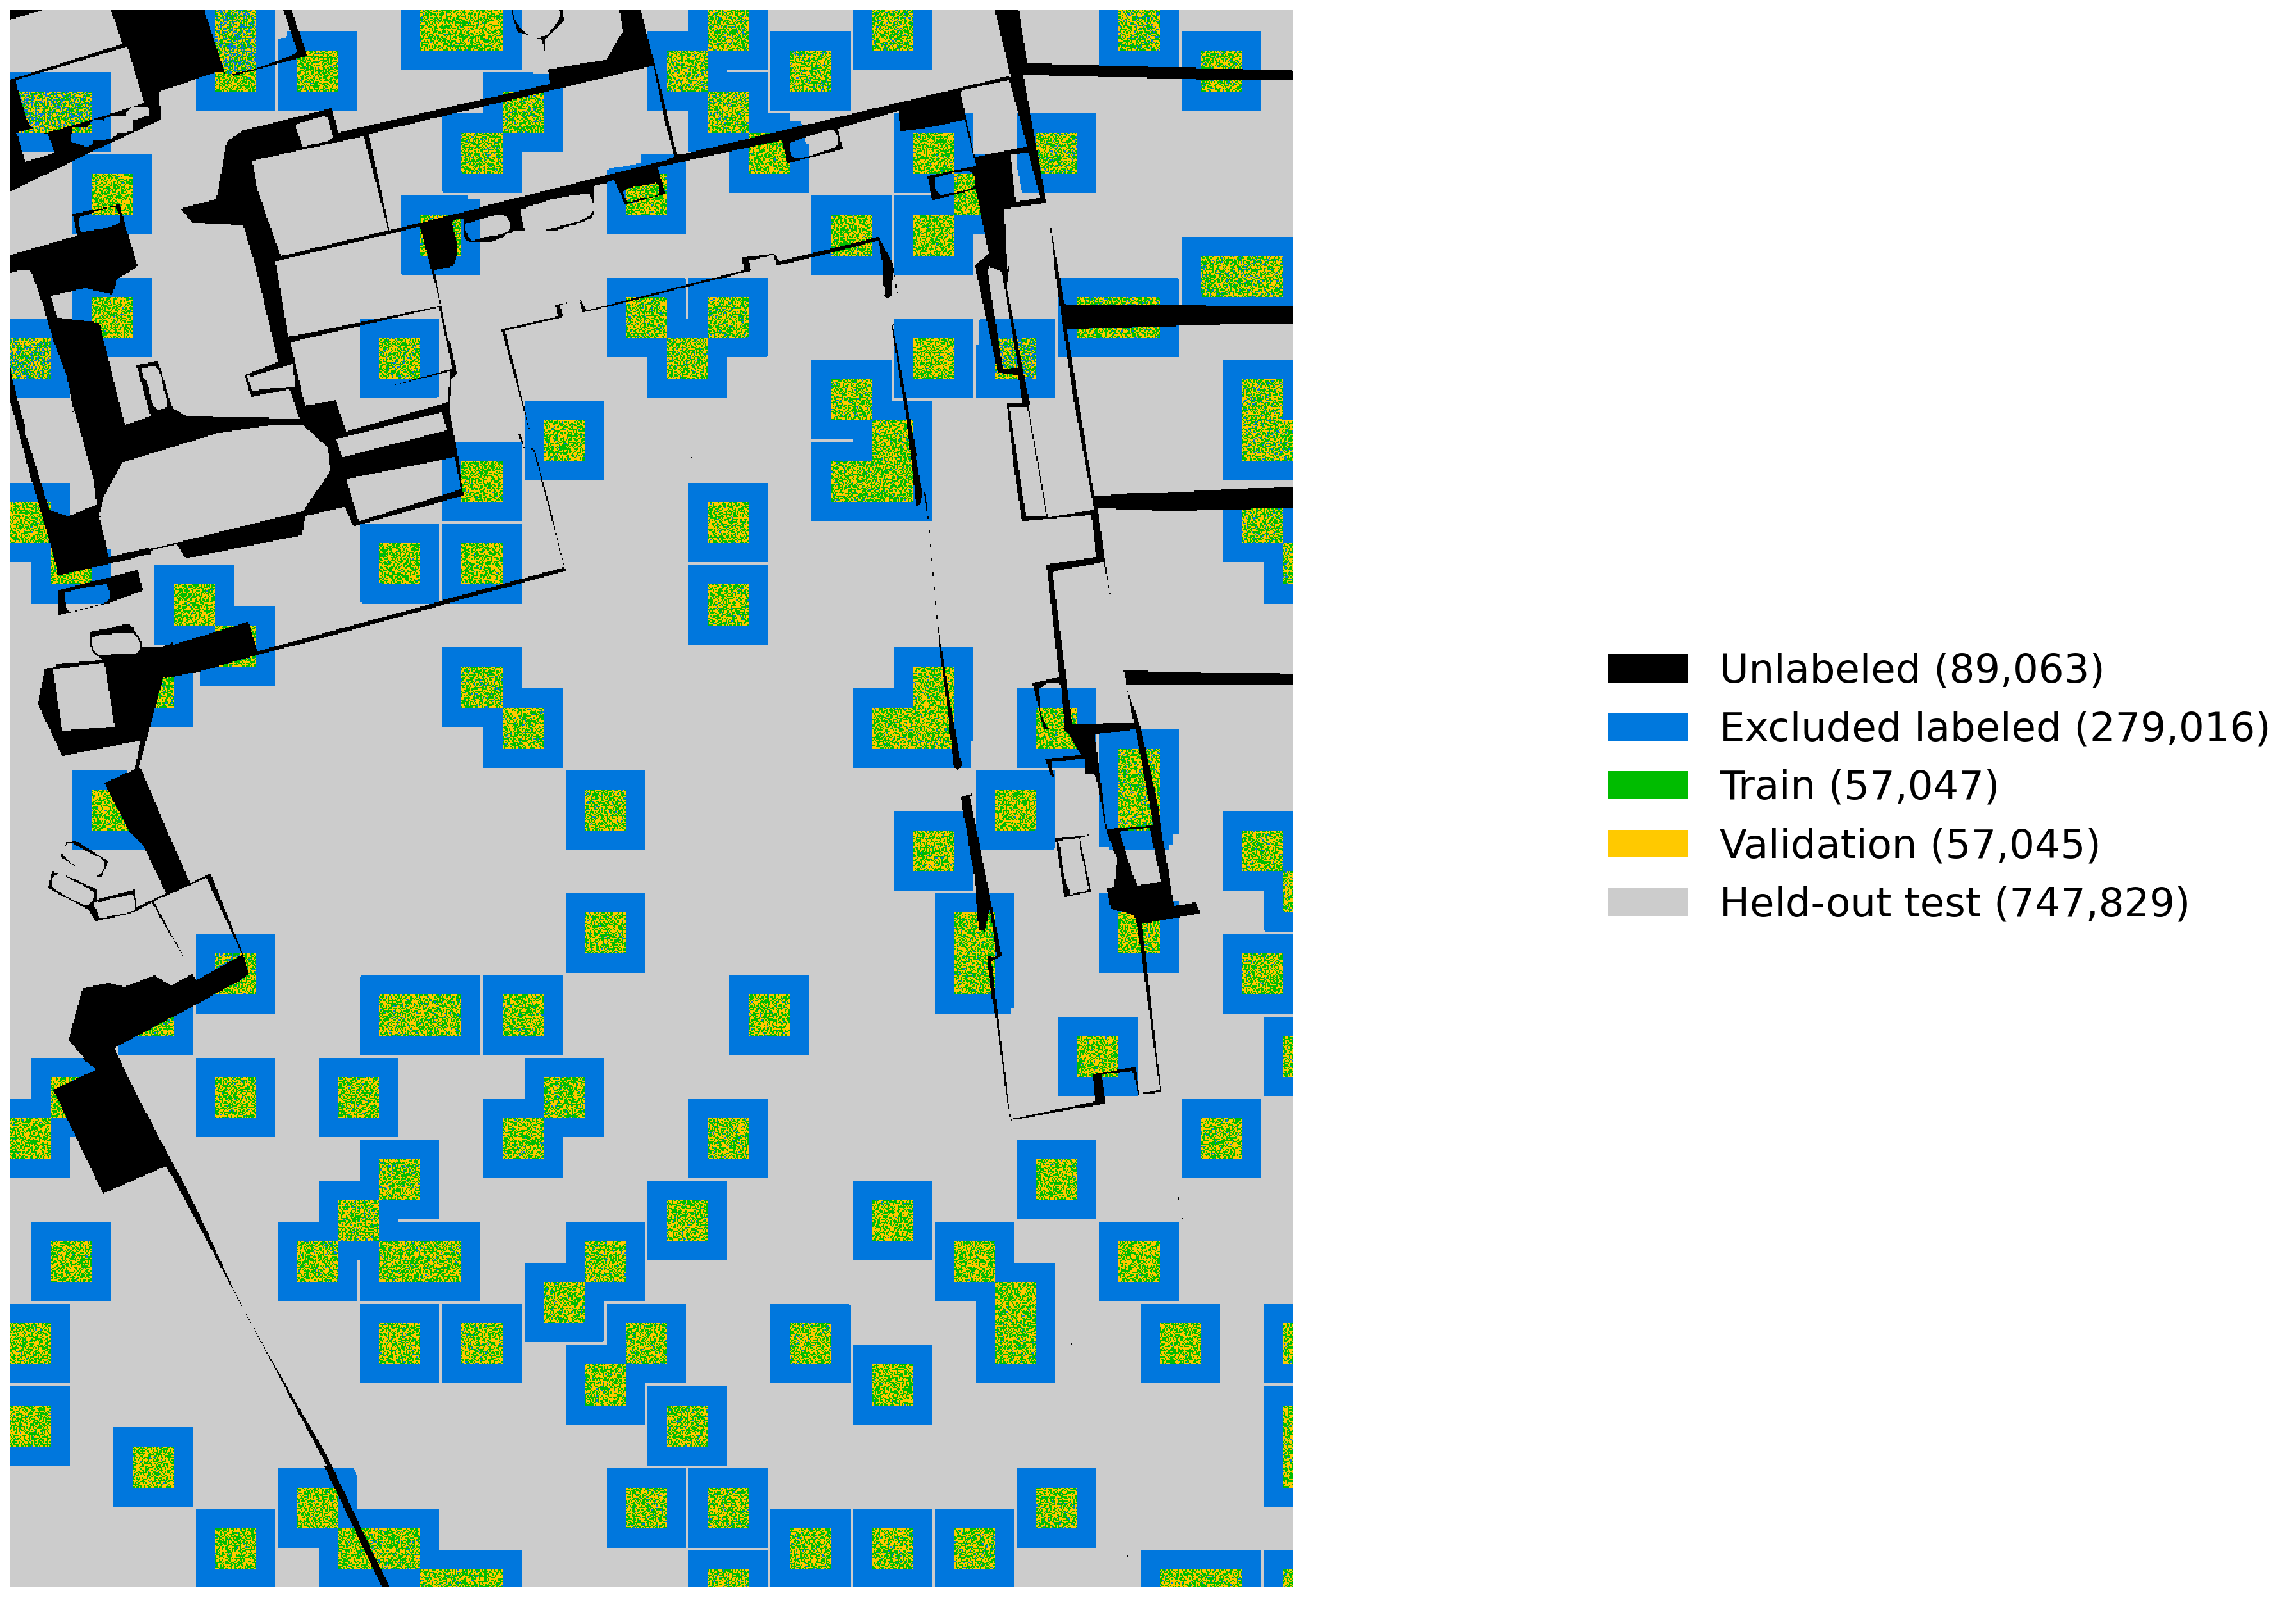 Unlabeled (89,063)
Excluded labeled (279,016)
Train (57,047)
Validation (57,045)
Held-out test (747,829)